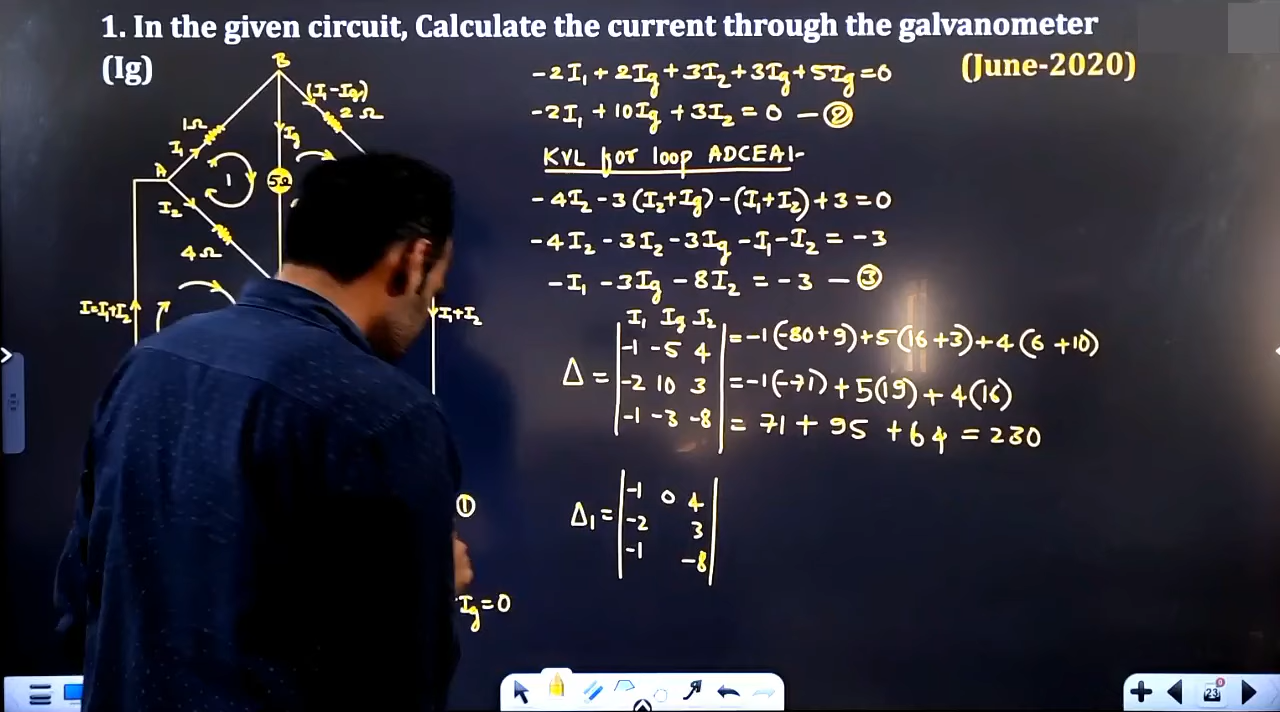 1. In the given circuit, Calculate the current through the galvanometer
(Ig) (June-2020)
B
(I₁-Ig)
2Ω
1Ω
I₁
Ig
A
1
5Ω
I₂
4Ω
I=I₁+I₂
I₁+I₂
①
Ig=0
-2I₁+2Ig+3I₂+3Ig+5Ig=0
-2I₁+10Ig+3I₂=0 -②
KVL for loop ADCEA:-
-4I₂-3(I₂+Ig)-(I₁+I₂)+3=0
-4I₂-3I₂-3Ig-I₁-I₂=-3
-I₁-3Ig-8I₂=-3 -③
I₁ Ig I₂
Δ = |-1 -5 4| =-1(-80+9)+5(16+3)+4(6+10)
|-2 10 3| =-1(-71)+5(19)+4(16)
|-1 -3 -8| = 71+95+64=230
Δ₁= |-1 0 4|
|-2 3|
|-1 -8|
23